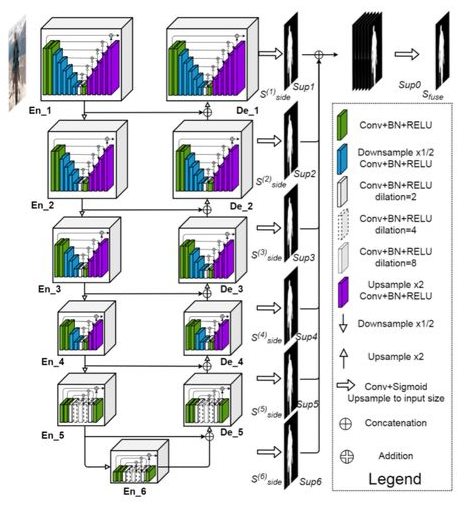 En_1
De_1
S(1)side
Sup1
Sup0
Sfuse
En_2
De_2
S(2)side
Sup2
En_3
De_3
S(3)side
Sup3
En_4
De_4
S(4)side
Sup4
En_5
De_5
S(5)side
Sup5
En_6
S(6)side
Sup6
Conv+BN+RELU
Downsample x1/2
Conv+BN+RELU
Conv+BN+RELU
dilation=2
Conv+BN+RELU
dilation=4
Conv+BN+RELU
dilation=8
Upsample x2
Conv+BN+RELU
Downsample x1/2
Upsample x2
Conv+Sigmoid
Upsample to input size
Concatenation
Addition
Legend